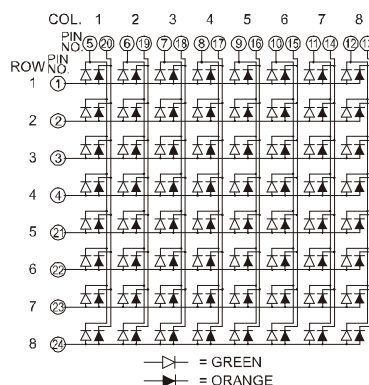 COL. 1 2 3 4 5 6 7 8
PIN NO. 5 20 6 19 7 18 8 17 9 16 10 15 11 14 12
ROW PIN NO.
1 1
2 2
3 3
4 4
5 21
6 22
7 23
8 24
= GREEN
= ORANGE